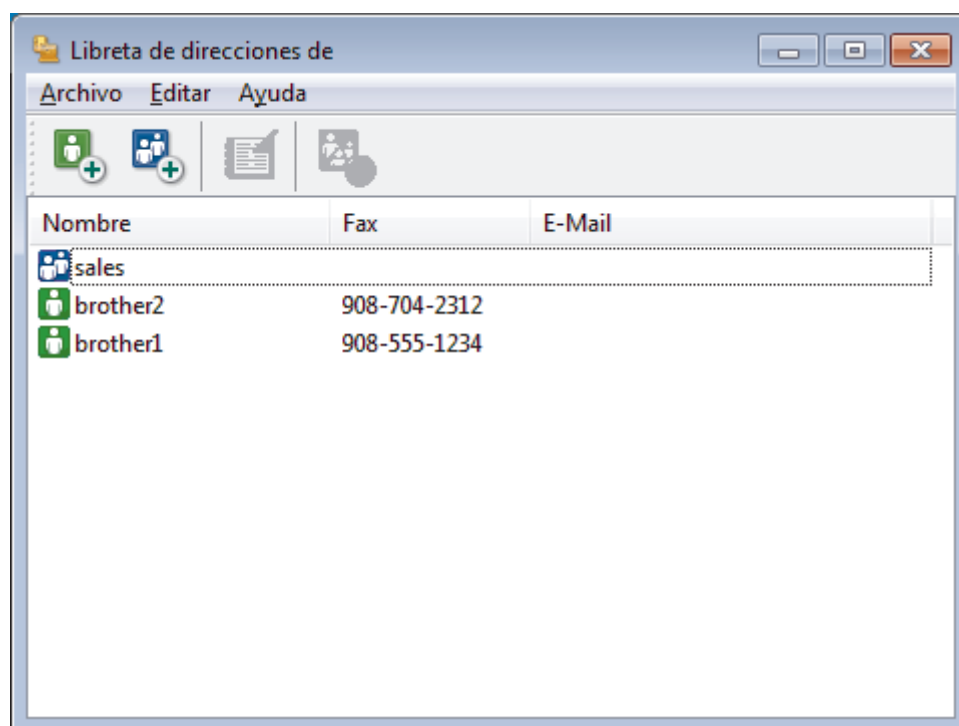 Libreta de direcciones de
Archivo Editar Ayuda
Nombre Fax E-Mail
sales
brother2 908-704-2312
brother1 908-555-1234